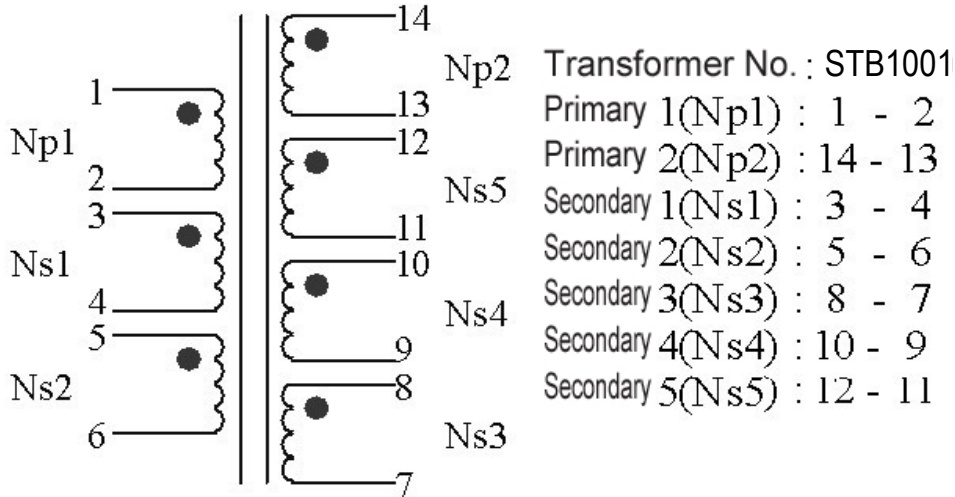 1
Np1
2
3
Ns1
4
5
Ns2
6
14
Np2
13
12
Ns5
11
10
Ns4
9
8
Ns3
7
Transformer No. : STB1001
Primary 1(Np1) : 1 - 2
Primary 2(Np2) : 14 - 13
Secondary 1(Ns1) : 3 - 4
Secondary 2(Ns2) : 5 - 6
Secondary 3(Ns3) : 8 - 7
Secondary 4(Ns4) : 10 - 9
Secondary 5(Ns5) : 12 - 11